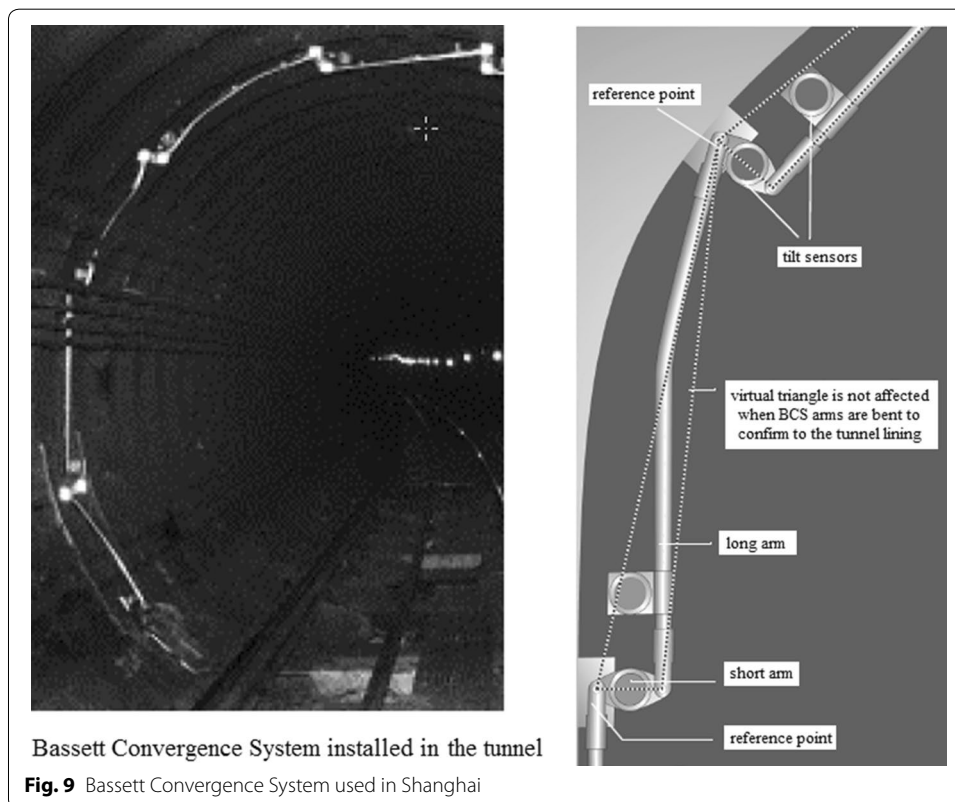 reference point
tilt sensors
virtual triangle is not affected
when BCS arms are bent to
confirm to the tunnel lining
long arm
short arm
reference point
Bassett Convergence System installed in the tunnel
Fig. 9 Bassett Convergence System used in Shanghai